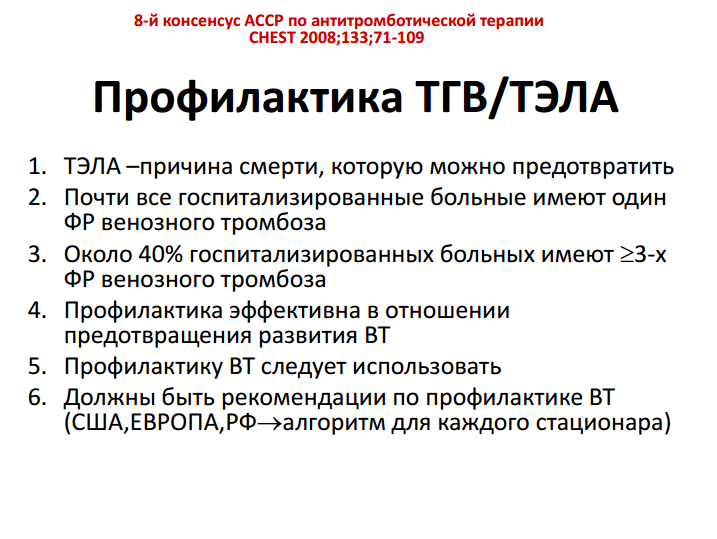 8-й консенсус АССР по антитромботической терапии
CHEST 2008;133;71-109
Профилактика ТГВ/ТЭЛА
1. ТЭЛА –причина смерти, которую можно предотвратить
2. Почти все госпитализированные больные имеют один
ФР венозного тромбоза
3. Около 40% госпитализированных больных имеют ≥3-х
ФР венозного тромбоза
4. Профилактика эффективна в отношении
предотвращения развития ВТ
5. Профилактику ВТ следует использовать
6. Должны быть рекомендации по профилактике ВТ
(США,ЕВРОПА,РФ→алгоритм для каждого стационара)